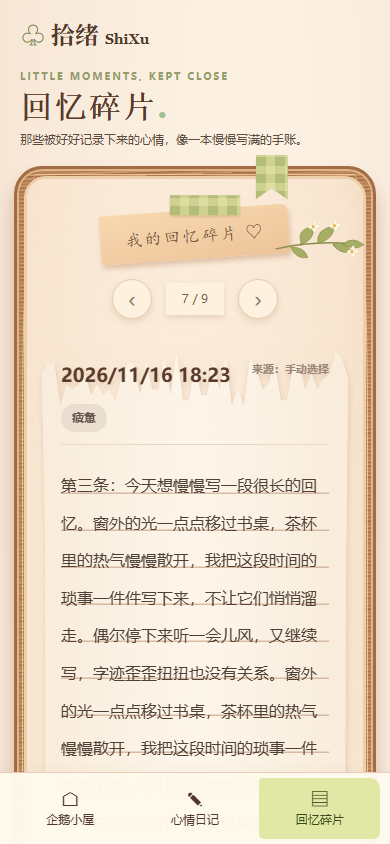 拾绪 ShiXu
LITTLE MOMENTS, KEPT CLOSE
回忆碎片.
那些被好好记录下来的心情，像一本慢慢写满的手账。
我的回忆碎片 ♡
‹ 7 / 9 ›
2026/11/16 18:23 来源：手动选择
疲惫
第三条：今天想慢慢写一段很长的回
忆。窗外的光一点点移过书桌，茶杯
里的热气慢慢散开，我把这段时间的
琐事一件件写下来，不让它们悄悄溜
走。偶尔停下来听一会儿风，又继续
写，字迹歪歪扭扭也没有关系。窗外
的光一点点移过书桌，茶杯里的热气
慢慢散开，我把这段时间的琐事一件
企鹅小屋 心情日记 回忆碎片